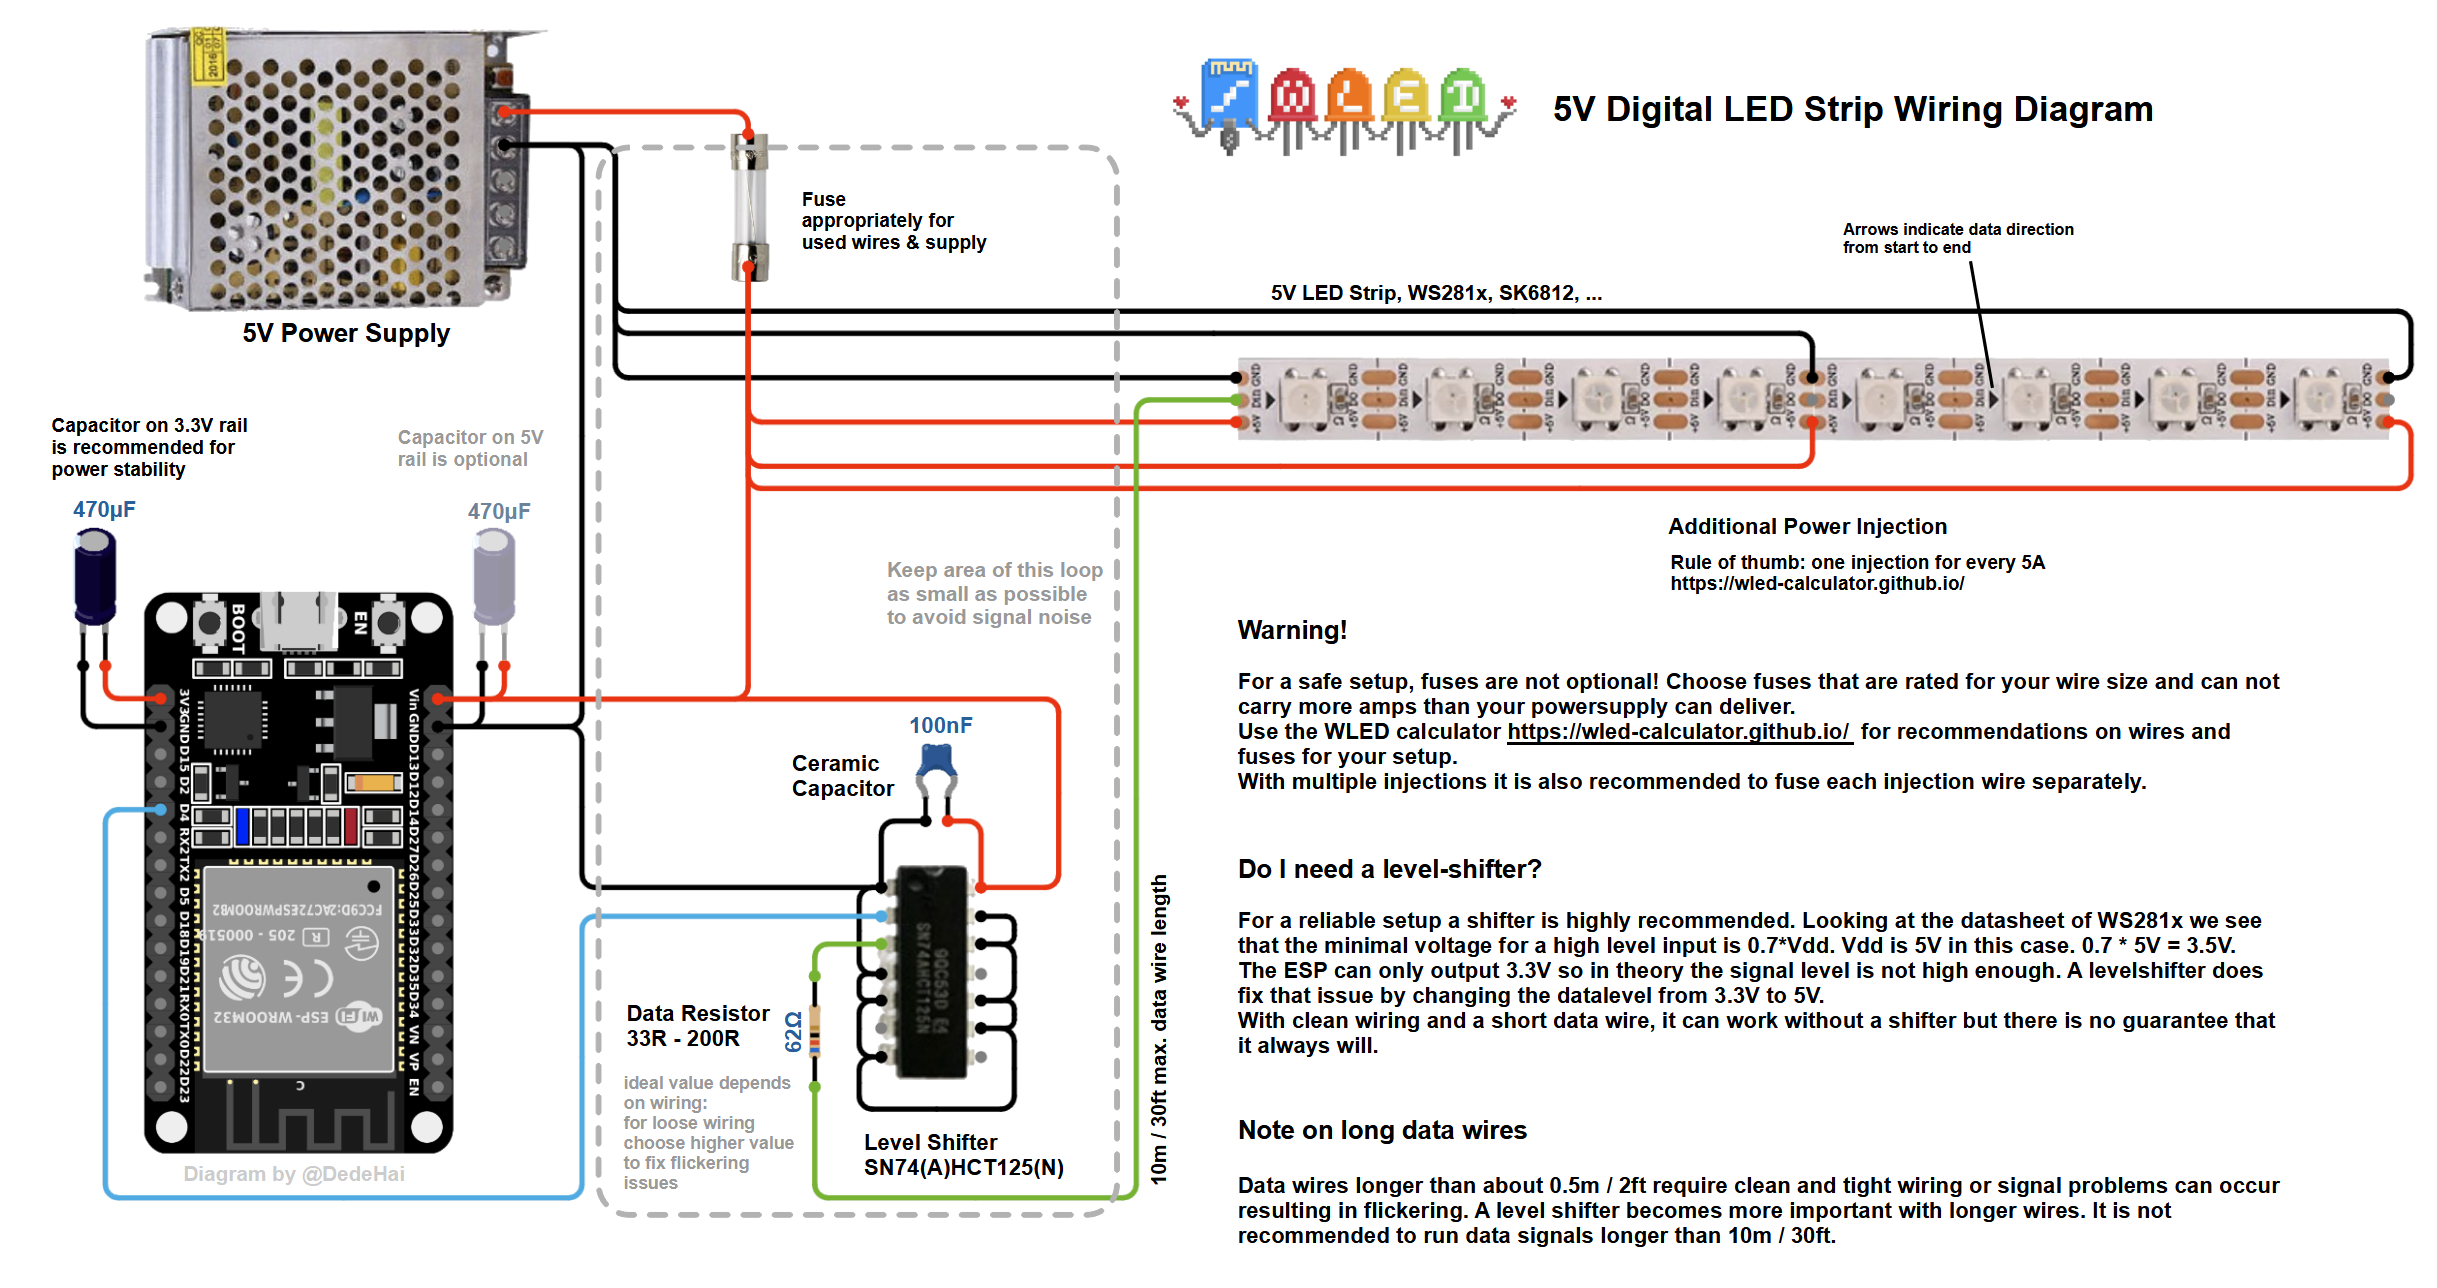 WLED
5V Digital LED Strip Wiring Diagram
QC
2016
01
07
Fuse
appropriately for
used wires & supply
Arrows indicate data direction
from start to end
5V LED Strip, WS281x, SK6812, ...
5V Power Supply
GND
Din
+5V
GND
DO
+5V
Capacitor on 3.3V rail
is recommended for
power stability
Capacitor on 5V
rail is optional
470µF
470µF
Additional Power Injection
Rule of thumb: one injection for every 5A
https://wled-calculator.github.io/
Keep area of this loop
as small as possible
to avoid signal noise
BOOT
EN
3V3 GND D15 D2 D4 RX2 TX2 D5 D18 D19 D21 RX0 TX0 D22 D23
Vin GND D13 D12 D14 D27 D26 D25 D33 D32 D35 D34 VN VP EN
FCC9D:2AC72ESPWROOM32
R 205 - 000519
CE
WiFi ESP-WROOM32
C
Diagram by @DedeHai
100nF
Ceramic
Capacitor
Data Resistor
33R - 200R
62Ω
ideal value depends
on wiring:
for loose wiring
choose higher value
to fix flickering
issues
SN74AHCT125N
Level Shifter
SN74(A)HCT125(N)
10m / 30ft max. data wire length
Warning!
For a safe setup, fuses are not optional! Choose fuses that are rated for your wire size and can not
carry more amps than your powersupply can deliver.
Use the WLED calculator https://wled-calculator.github.io/ for recommendations on wires and
fuses for your setup.
With multiple injections it is also recommended to fuse each injection wire separately.
Do I need a level-shifter?
For a reliable setup a shifter is highly recommended. Looking at the datasheet of WS281x we see
that the minimal voltage for a high level input is 0.7*Vdd. Vdd is 5V in this case. 0.7 * 5V = 3.5V.
The ESP can only output 3.3V so in theory the signal level is not high enough. A levelshifter does
fix that issue by changing the datalevel from 3.3V to 5V.
With clean wiring and a short data wire, it can work without a shifter but there is no guarantee that
it always will.
Note on long data wires
Data wires longer than about 0.5m / 2ft require clean and tight wiring or signal problems can occur
resulting in flickering. A level shifter becomes more important with longer wires. It is not
recommended to run data signals longer than 10m / 30ft.